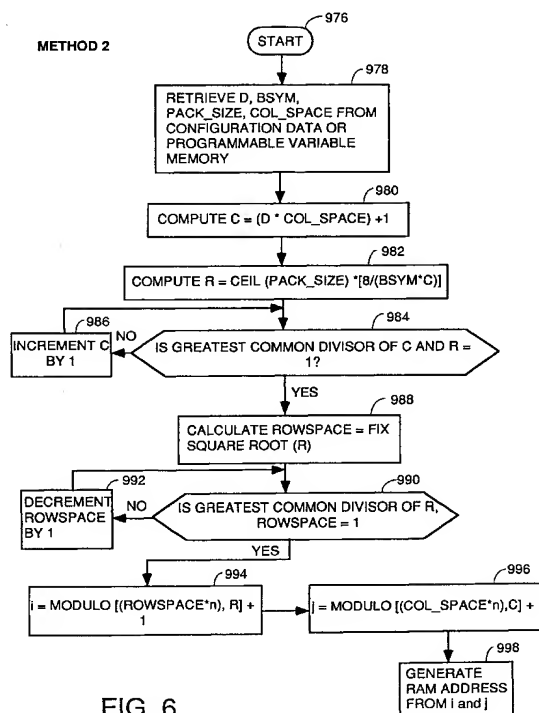 METHOD 2
976
START
978
RETRIEVE D, BSYM,
PACK_SIZE, COL_SPACE FROM
CONFIGURATION DATA OR
PROGRAMMABLE VARIABLE
MEMORY
980
COMPUTE C = (D * COL_SPACE) +1
982
COMPUTE R = CEIL (PACK_SIZE) *[8/(BSYM*C)]
986
INCREMENT C
BY 1
NO
984
IS GREATEST COMMON DIVISOR OF C AND R =
1?
YES
988
CALCULATE ROWSPACE = FIX
SQUARE ROOT (R)
992
DECREMENT
ROWSPACE
BY 1
NO
990
IS GREATEST COMMON DIVISOR OF R,
ROWSPACE = 1
YES
994
i = MODULO [(ROWSPACE*n), R] +
1
996
j = MODULO [(COL_SPACE*n),C] +
998
GENERATE
RAM ADDRESS
FROM i and j
FIG. 6